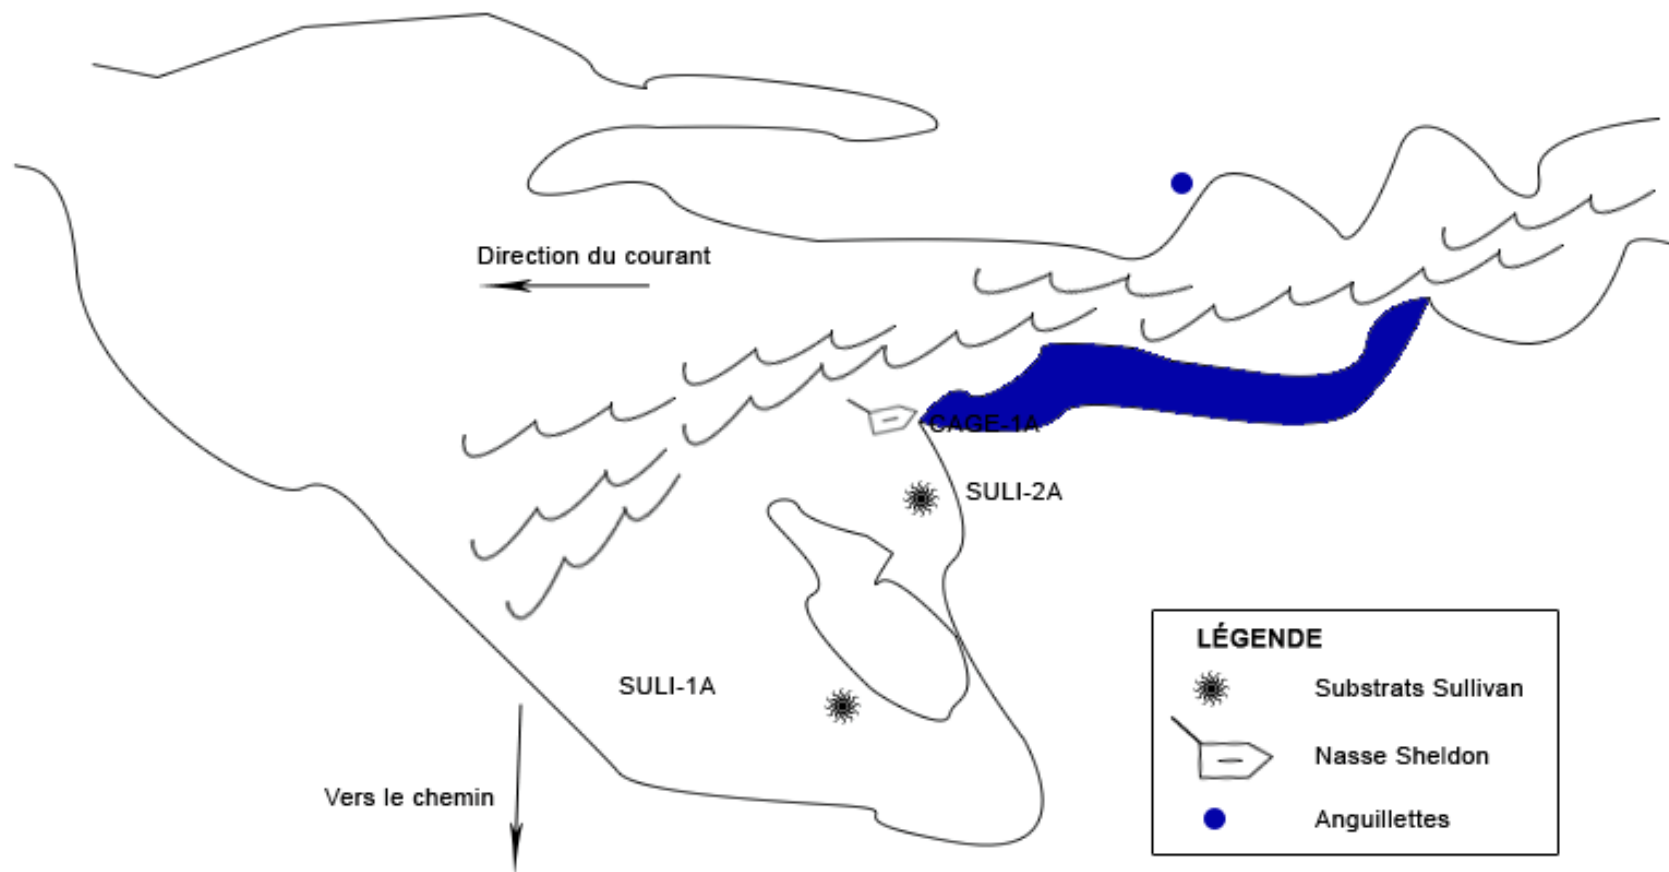 Direction du courant
CAGE-1A
SULI-2A
SULI-1A
Vers le chemin
LÉGENDE
Substrats Sullivan
Nasse Sheldon
Anguillettes